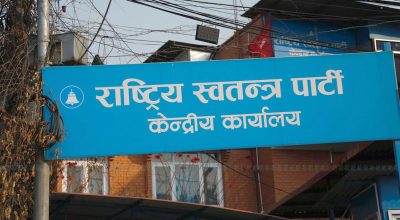 राष्ट्रिय स्वतन्त्र पार्टी
केन्द्रीय कार्यालय